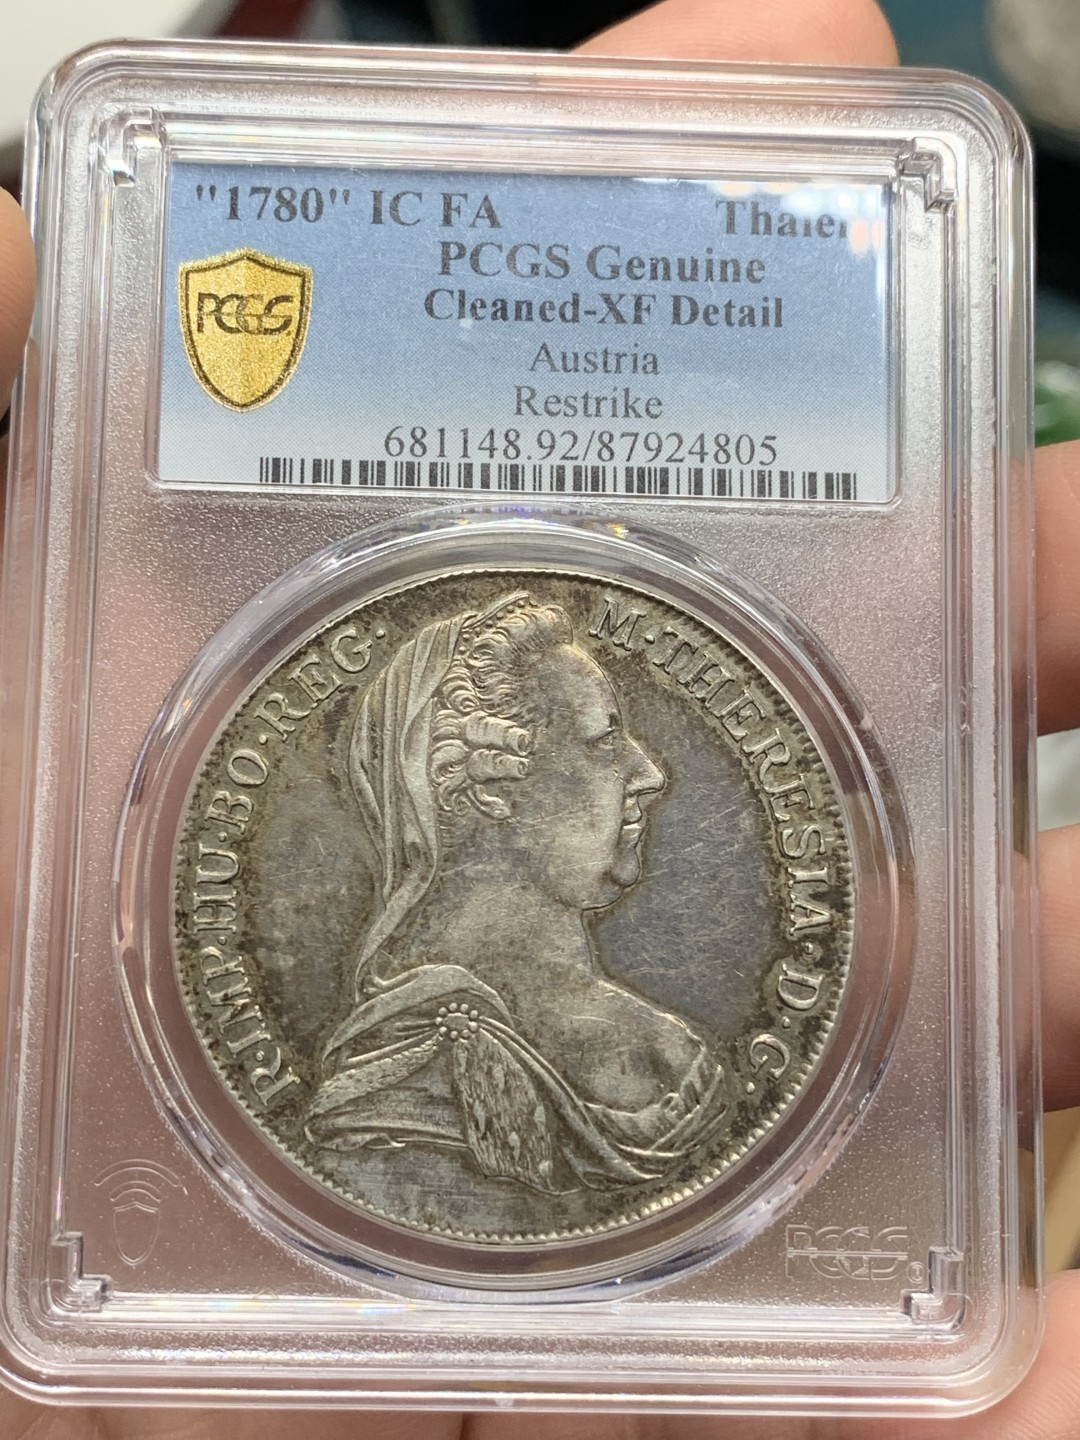 "1780" IC FA Thaler
PCGS Genuine
PCGS
Cleaned-XF Detail
Austria
Restrike
681148.92/87924805
R·IMP·HU·BO·REG· M·THERESIA·D·G·
PCGS